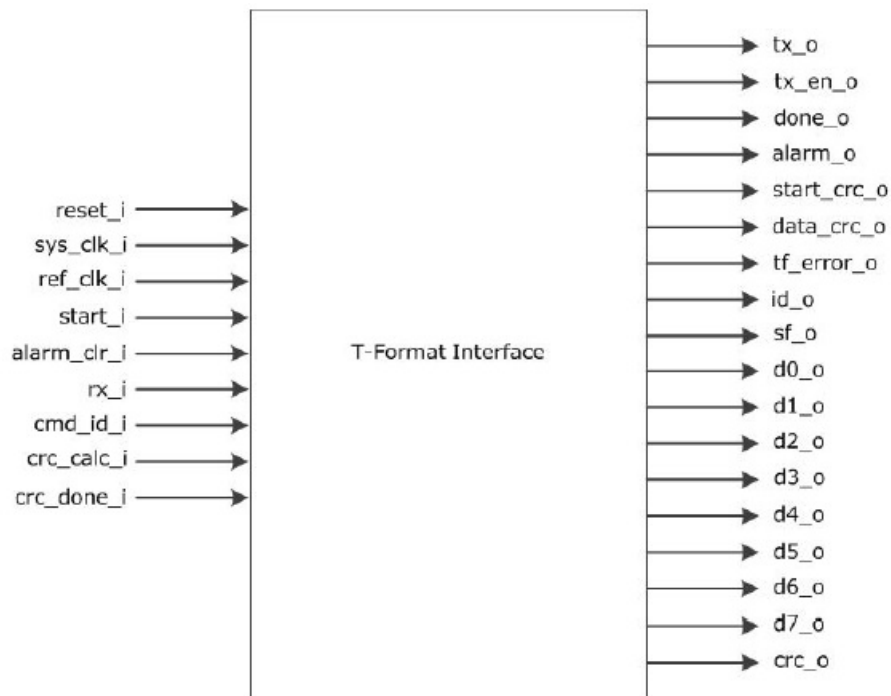 reset_i
sys_clk_i
ref_clk_i
start_i
alarm_clr_i
rx_i
cmd_id_i
crc_calc_i
crc_done_i
T-Format Interface
tx_o
tx_en_o
done_o
alarm_o
start_crc_o
data_crc_o
tf_error_o
id_o
sf_o
d0_o
d1_o
d2_o
d3_o
d4_o
d5_o
d6_o
d7_o
crc_o